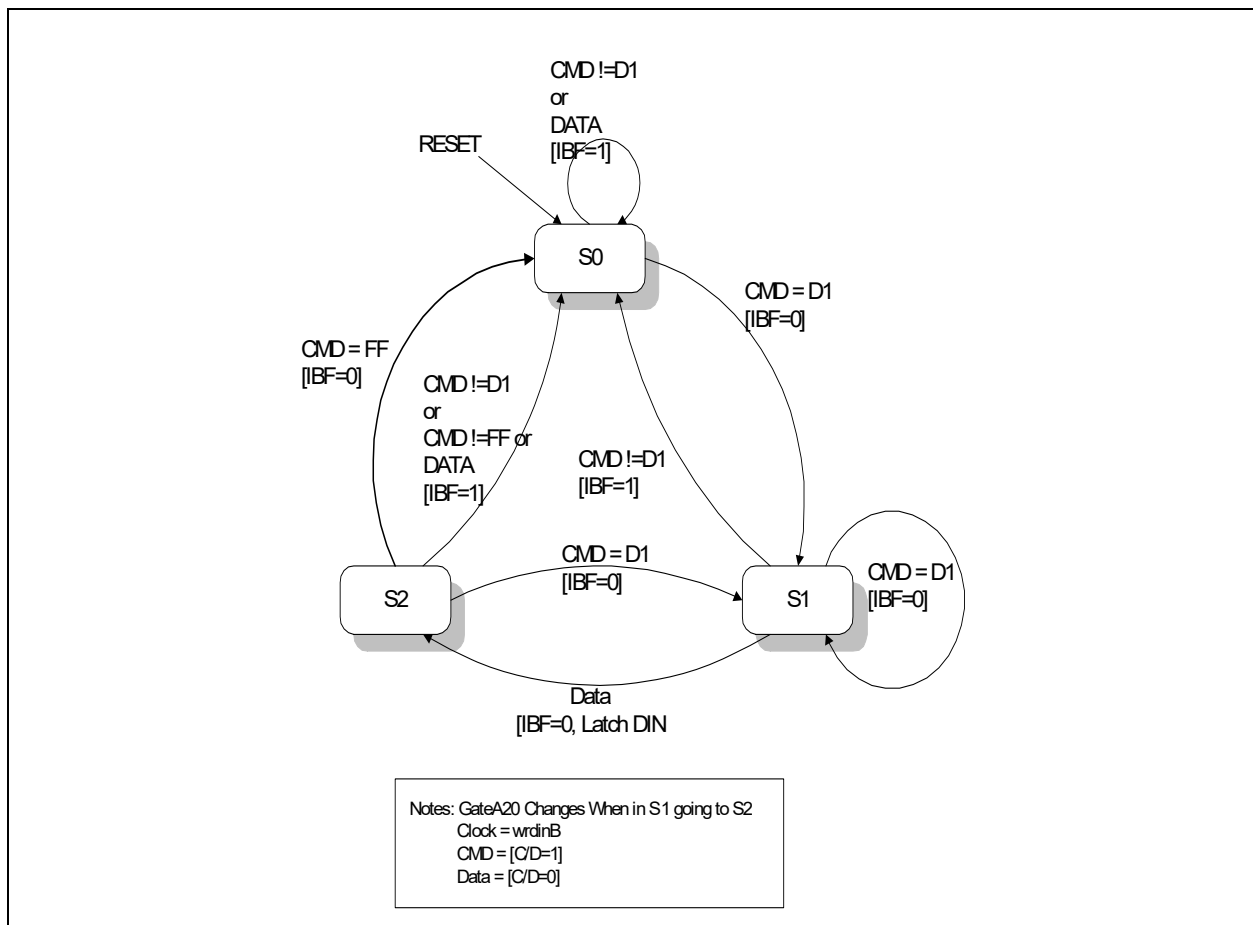 CMD !=D1
or
DATA
[IBF=1]
RESET
S0
CMD = D1
[IBF=0]
CMD = FF
[IBF=0]
CMD !=D1
or
CMD !=FF or
DATA
[IBF=1]
CMD !=D1
[IBF=1]
CMD = D1
[IBF=0]
CMD = D1
[IBF=0]
S2
S1
Data
[IBF=0, Latch DIN
Notes: GateA20 Changes When in S1 going to S2
Clock = wrdinB
CMD = [C/D=1]
Data = [C/D=0]